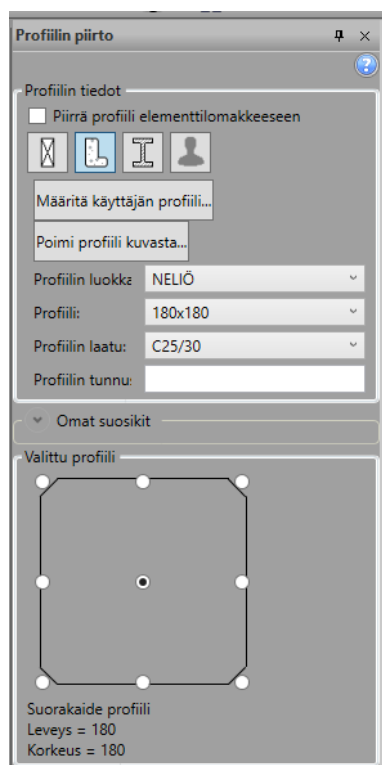 Profiilin piirto
Profiilin tiedot
Piirrä profiili elementtilomakkeeseen
Määritä käyttäjän profiili...
Poimi profiili kuvasta...
Profiilin luokka NELIÖ
Profiili: 180x180
Profiilin laatu: C25/30
Profiilin tunnu:
Omat suosikit
Valittu profiili
Suorakaide profiili
Leveys = 180
Korkeus = 180